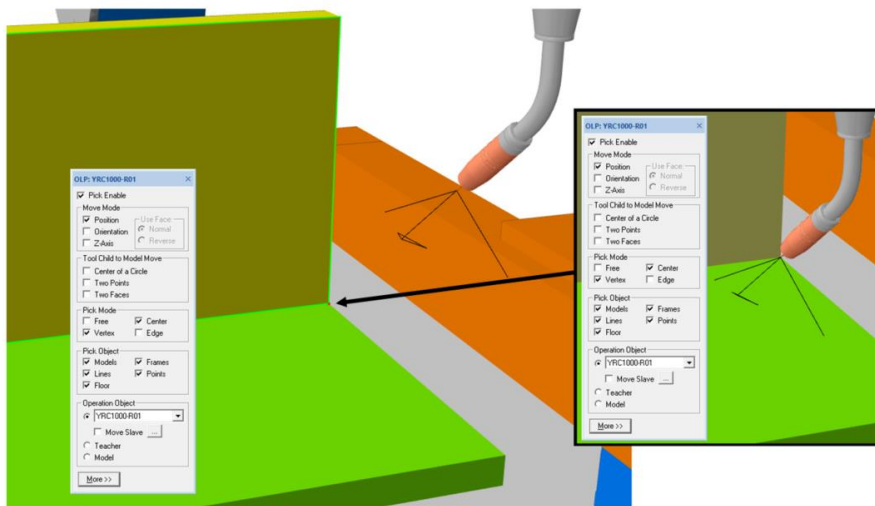 OLP: YRC1000-R01
Pick Enable
Move Mode
Position
Orientation
Z-Axis
Use Face
Normal
Reverse
Tool Child to Model Move
Center of a Circle
Two Points
Two Faces
Pick Mode
Free
Center
Vertex
Edge
Pick Object
Models
Frames
Lines
Points
Floor
Operation Object
YRC1000-R01
Move Slave ...
Teacher
Model
More >>
OLP: YRC1000-R01
Pick Enable
Move Mode
Position
Orientation
Z-Axis
Use Face
Normal
Reverse
Tool Child to Model Move
Center of a Circle
Two Points
Two Faces
Pick Mode
Free
Center
Vertex
Edge
Pick Object
Models
Frames
Lines
Points
Floor
Operation Object
YRC1000-R01
Move Slave ...
Teacher
Model
More >>